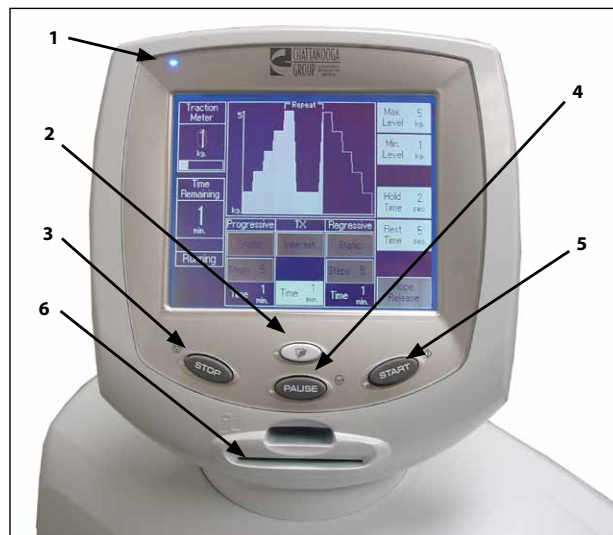 1
2
3
4
5
6
CHATTANOOGA
GROUP
Traction
Meter
1
kg.
Time
Remaining
1
min.
Running
Repeat
5
kg.
Progressive TX Regressive
Static Intermit. Static
Steps 5 Steps 5
Time 1 min. Time 1 min. Time 1 min.
Max. 5
Level kg.
Min. 1
Level kg.
Hold 2
Time sec.
Rest 5
Time sec.
Rope
Release
STOP
PAUSE
START